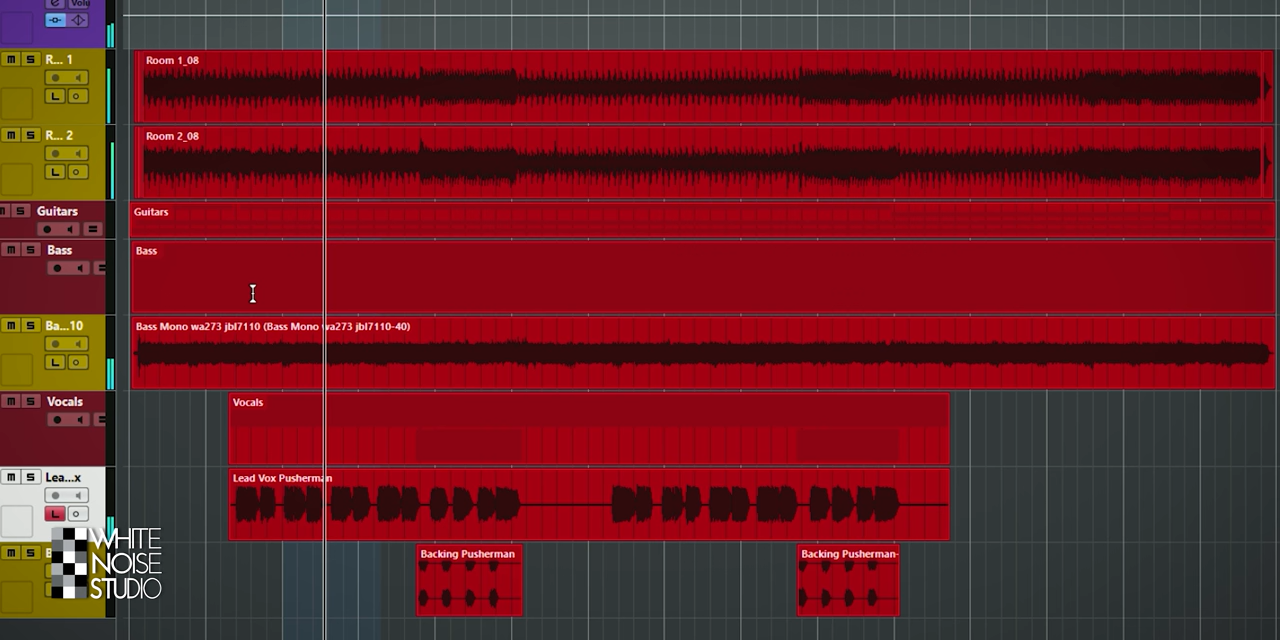 e Volu
M S R... 1
Room 1_08
L
M S R... 2
Room 2_08
L
S Guitars
Guitars
M S Bass
Bass
M S Ba...10
Bass Mono wa273 jbl7110 (Bass Mono wa273 jbl7110-40)
L
M S Vocals
Vocals
M S Lea...x
Lead Vox Pusherman
L
M S B
Backing Pusherman
Backing Pusherman-
WHITE
NOISE
STUDIO